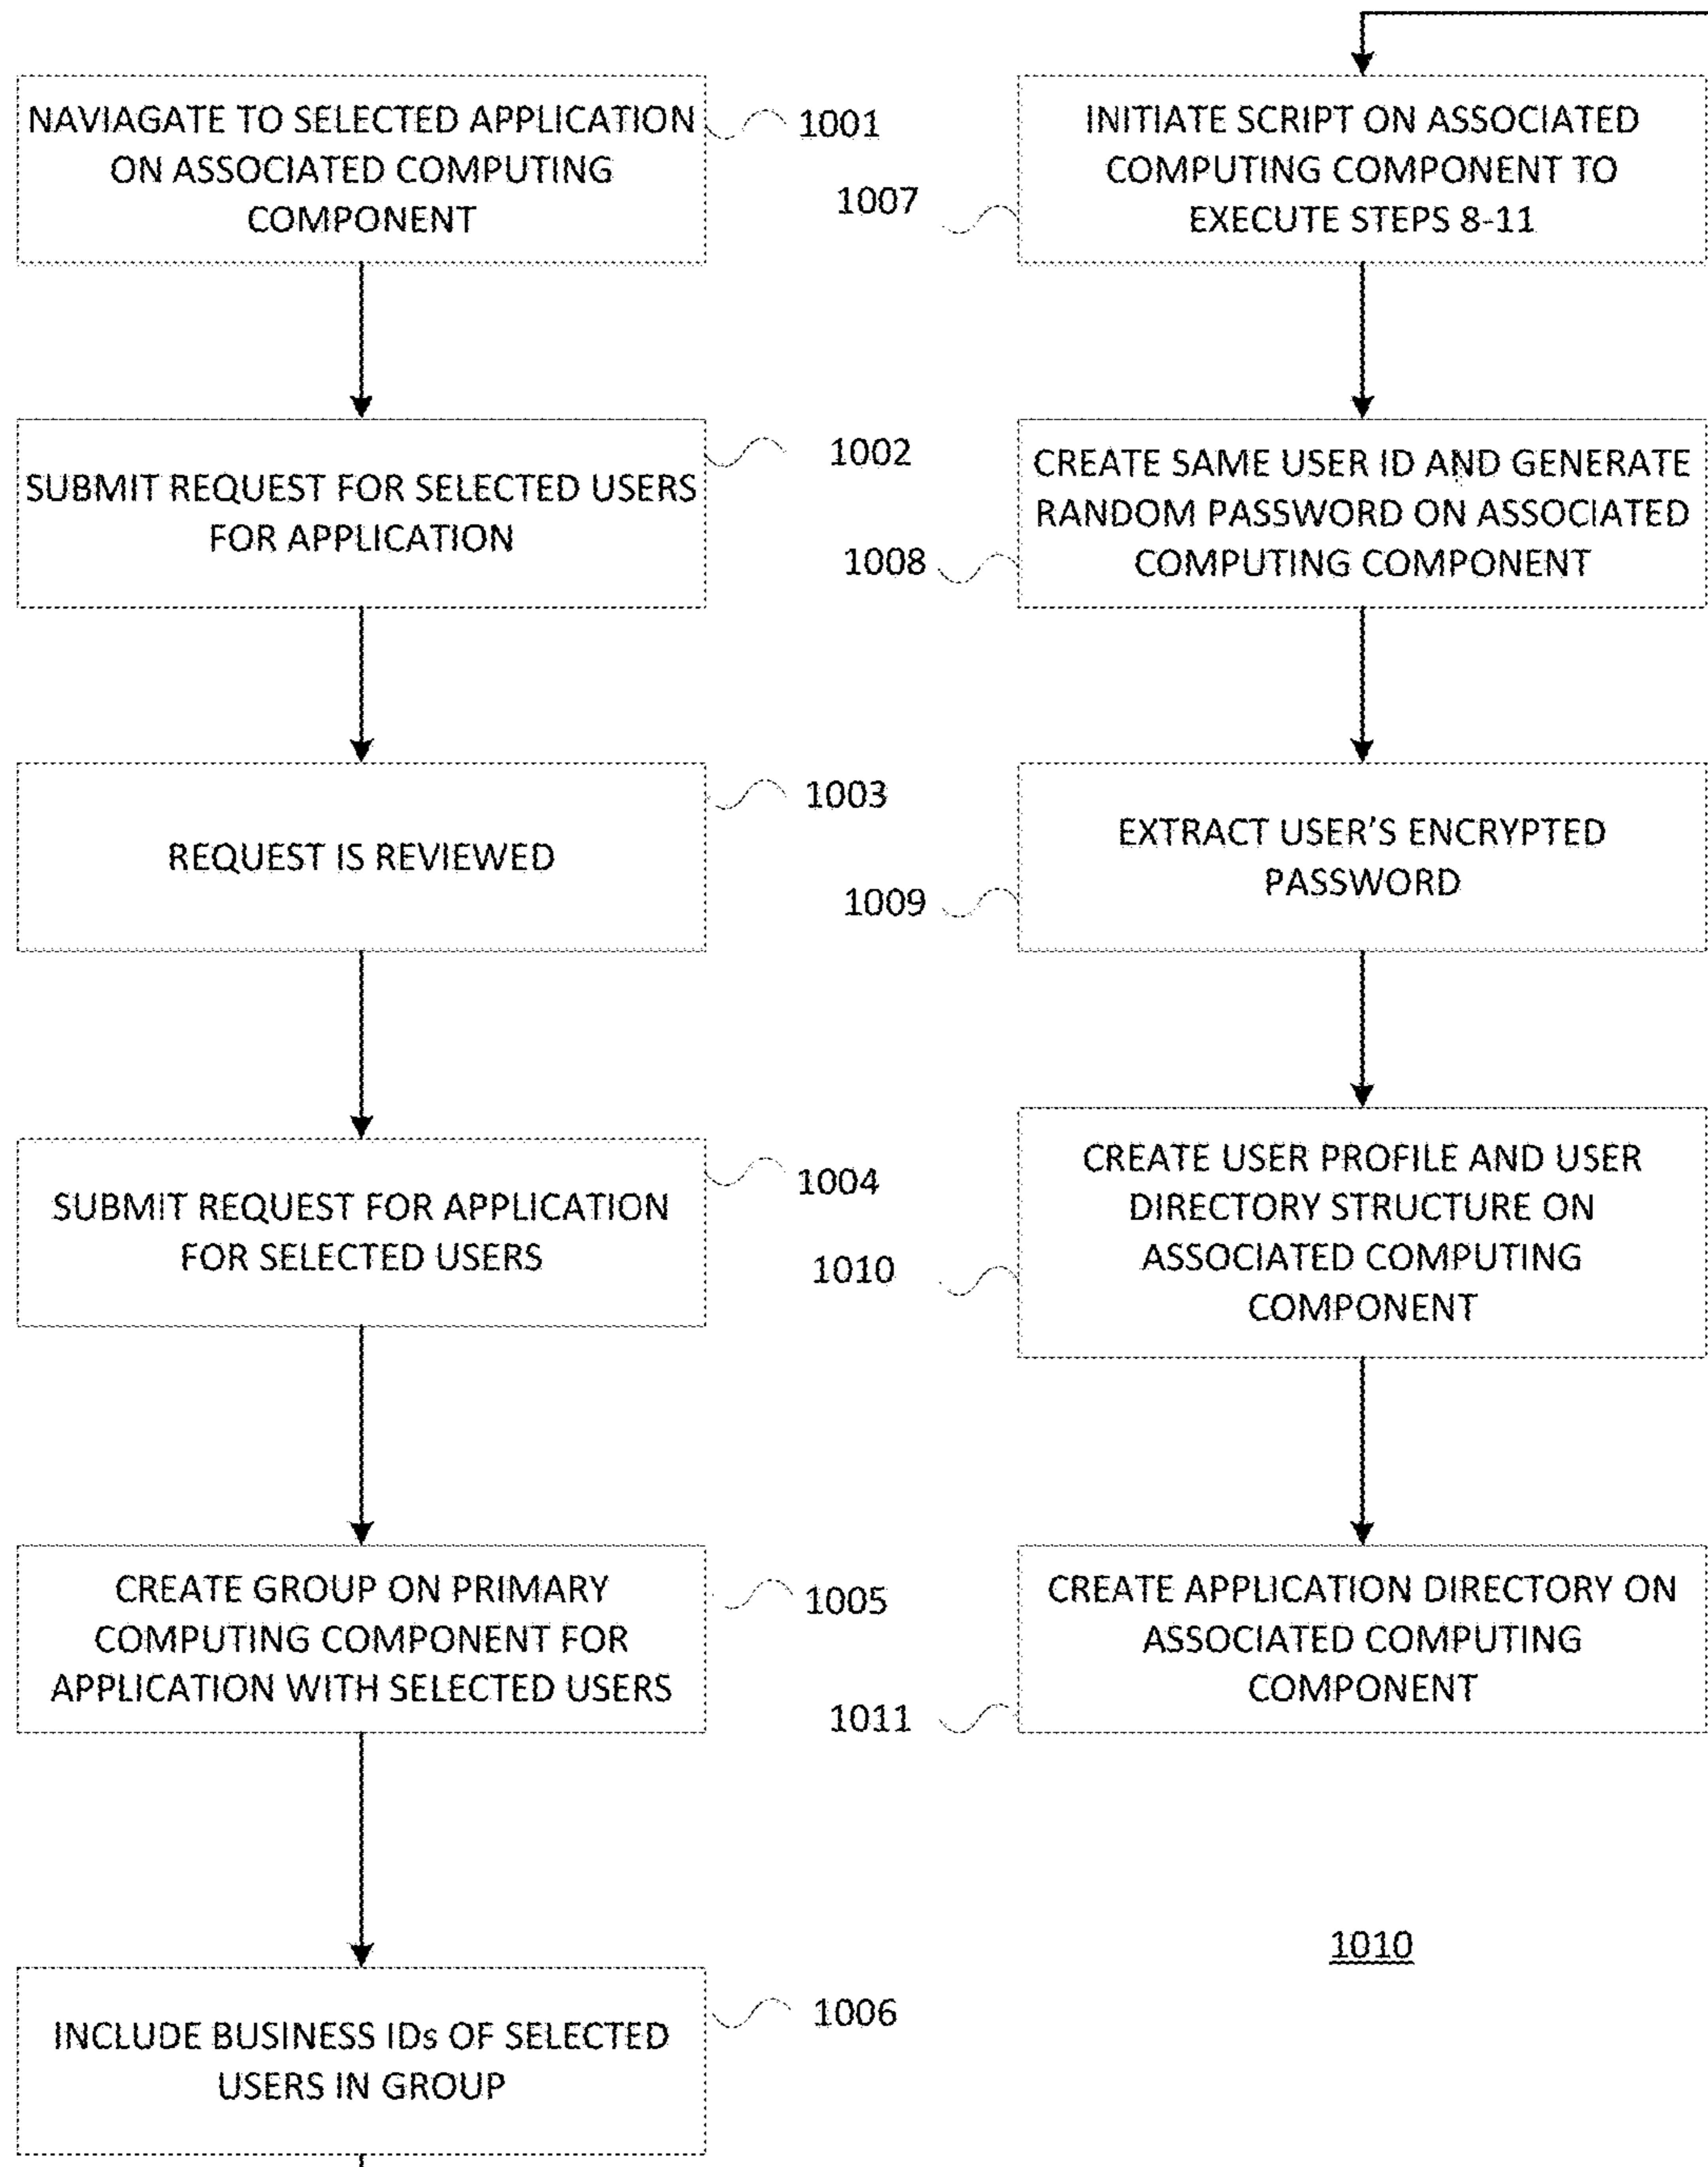 NAVIAGATE TO SELECTED APPLICATION
ON ASSOCIATED COMPUTING
COMPONENT
1001
SUBMIT REQUEST FOR SELECTED USERS
FOR APPLICATION
1002
REQUEST IS REVIEWED
1003
SUBMIT REQUEST FOR APPLICATION
FOR SELECTED USERS
1004
CREATE GROUP ON PRIMARY
COMPUTING COMPONENT FOR
APPLICATION WITH SELECTED USERS
1005
INCLUDE BUSINESS IDs OF SELECTED
USERS IN GROUP
1006
INITIATE SCRIPT ON ASSOCIATED
COMPUTING COMPONENT TO
EXECUTE STEPS 8-11
1007
CREATE SAME USER ID AND GENERATE
RANDOM PASSWORD ON ASSOCIATED
COMPUTING COMPONENT
1008
EXTRACT USER'S ENCRYPTED
PASSWORD
1009
CREATE USER PROFILE AND USER
DIRECTORY STRUCTURE ON
ASSOCIATED COMPUTING
COMPONENT
1010
CREATE APPLICATION DIRECTORY ON
ASSOCIATED COMPUTING
COMPONENT
1011
1010